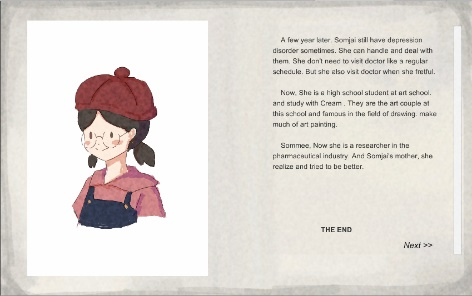 A few year later. Somjai still have depression
disorder sometimes. She can handle and deal with
them. She don't need to visit doctor like a regular
schedule. But she also visit doctor when she fretful.
Now, She is a high school student at art school.
and study with Cream . They are the art couple at
this school and famous in the field of drawing. make
much of art painting.
Sommee, Now she is a researcher in the
pharmaceutical industry. And Somjai's mother, she
realize and tried to be better.
THE END
Next >>